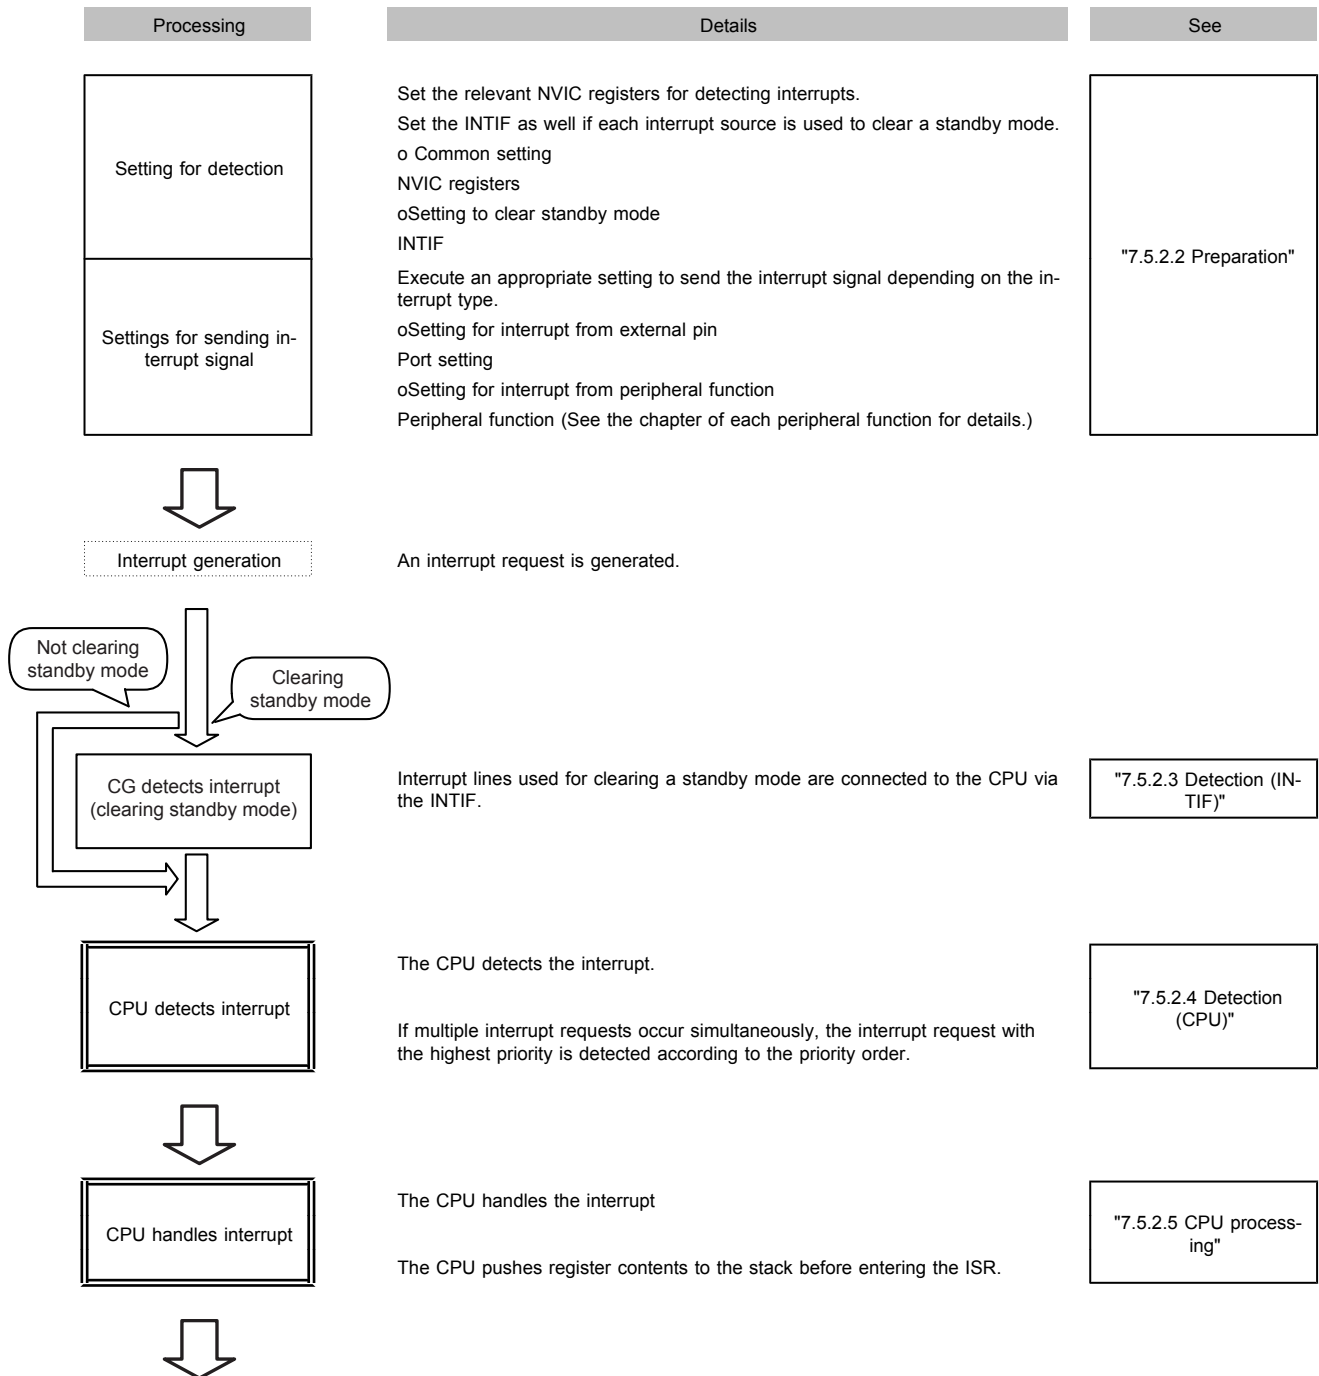 Processing
Details
See
Setting for detection
Set the relevant NVIC registers for detecting interrupts.
Set the INTIF as well if each interrupt source is used to clear a standby mode.
o Common setting
NVIC registers
oSetting to clear standby mode
INTIF
"7.5.2.2 Preparation"
Settings for sending in-
terrupt signal
Execute an appropriate setting to send the interrupt signal depending on the in-
terrupt type.
oSetting for interrupt from external pin
Port setting
oSetting for interrupt from peripheral function
Peripheral function (See the chapter of each peripheral function for details.)
Interrupt generation
An interrupt request is generated.
Not clearing
standby mode
Clearing
standby mode
CG detects interrupt
(clearing standby mode)
Interrupt lines used for clearing a standby mode are connected to the CPU via
the INTIF.
"7.5.2.3 Detection (IN-
TIF)"
CPU detects interrupt
The CPU detects the interrupt.
If multiple interrupt requests occur simultaneously, the interrupt request with
the highest priority is detected according to the priority order.
"7.5.2.4 Detection
(CPU)"
CPU handles interrupt
The CPU handles the interrupt
The CPU pushes register contents to the stack before entering the ISR.
"7.5.2.5 CPU process-
ing"